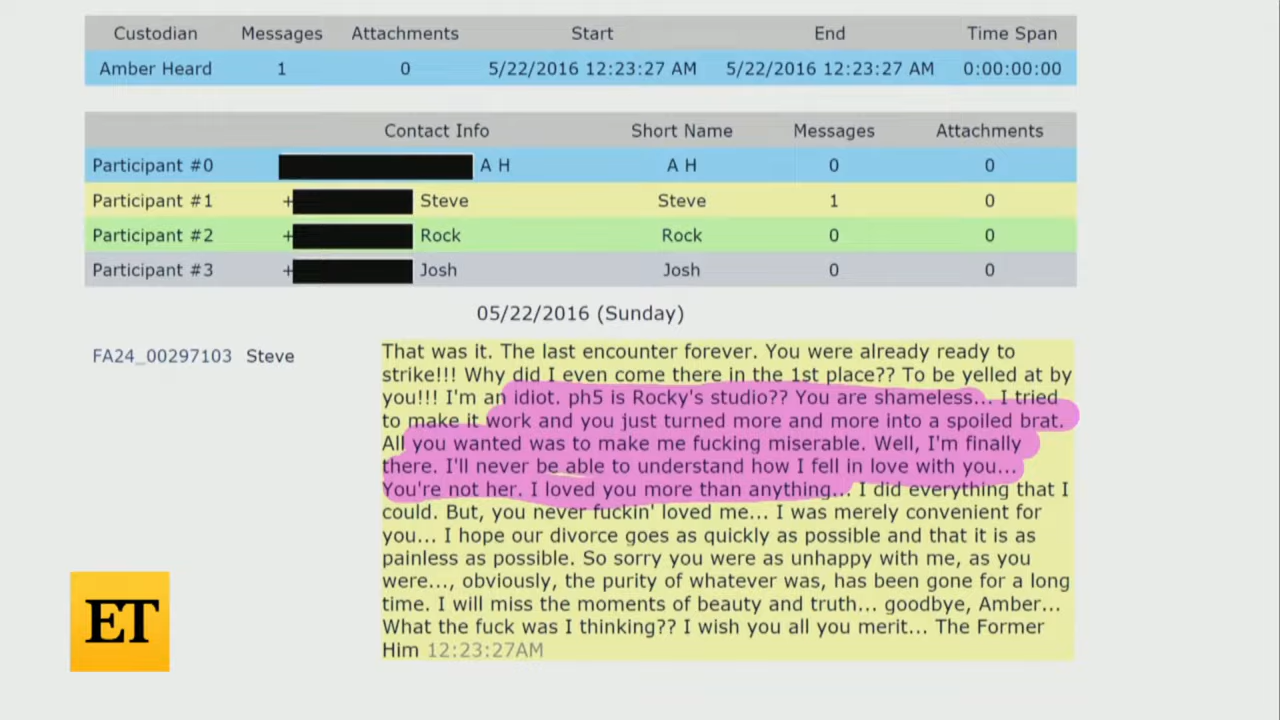 Custodian Messages Attachments Start End Time Span
Amber Heard 1 0 5/22/2016 12:23:27 AM 5/22/2016 12:23:27 AM 0:00:00:00
Contact Info Short Name Messages Attachments
Participant #0 A H A H 0 0
Participant #1 + Steve Steve 1 0
Participant #2 + Rock Rock 0 0
Participant #3 + Josh Josh 0 0
05/22/2016 (Sunday)
FA24_00297103 Steve
That was it. The last encounter forever. You were already ready to
strike!!! Why did I even come there in the 1st place?? To be yelled at by
you!!! I'm an idiot. ph5 is Rocky's studio?? You are shameless... I tried
to make it work and you just turned more and more into a spoiled brat.
All you wanted was to make me fucking miserable. Well, I'm finally
there. I'll never be able to understand how I fell in love with you...
You're not her. I loved you more than anything... I did everything that I
could. But, you never fuckin' loved me... I was merely convenient for
you... I hope our divorce goes as quickly as possible and that it is as
painless as possible. So sorry you were as unhappy with me, as you
were..., obviously, the purity of whatever was, has been gone for a long
time. I will miss the moments of beauty and truth... goodbye, Amber...
What the fuck was I thinking?? I wish you all you merit... The Former
Him 12:23:27AM
ET